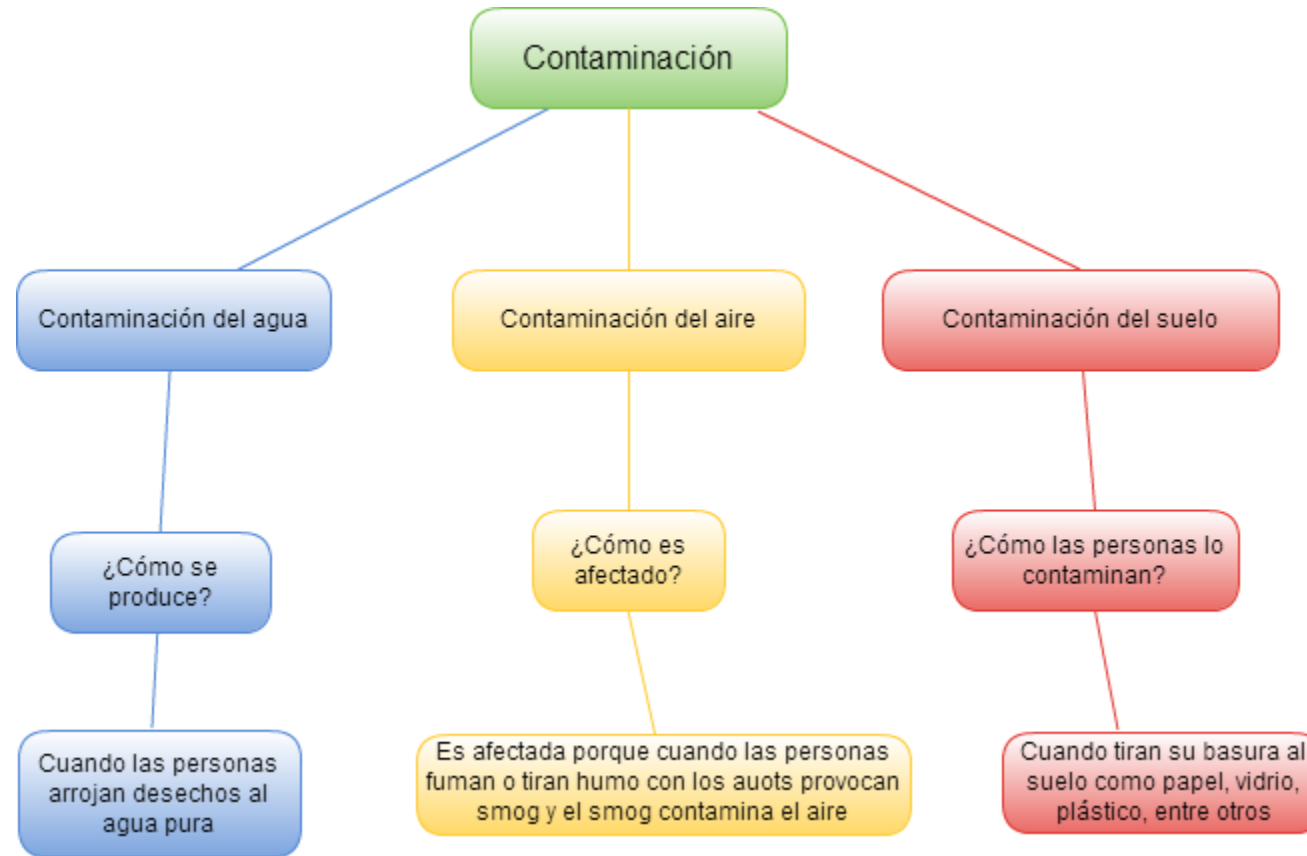 Contaminación
Contaminación del agua
Contaminación del aire
Contaminación del suelo
¿Cómo se
produce?
¿Cómo es
afectado?
¿Cómo las personas lo
contaminan?
Cuando las personas
arrojan desechos al
agua pura
Es afectada porque cuando las personas
fuman o tiran humo con los auots provocan
smog y el smog contamina el aire
Cuando tiran su basura al
suelo como papel, vidrio,
plástico, entre otros